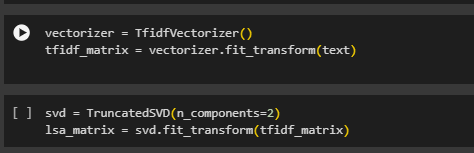 vectorizer = TfidfVectorizer()
tfidf_matrix = vectorizer.fit_transform(text)
[ ] svd = TruncatedSVD(n_components=2)
lsa_matrix = svd.fit_transform(tfidf_matrix)